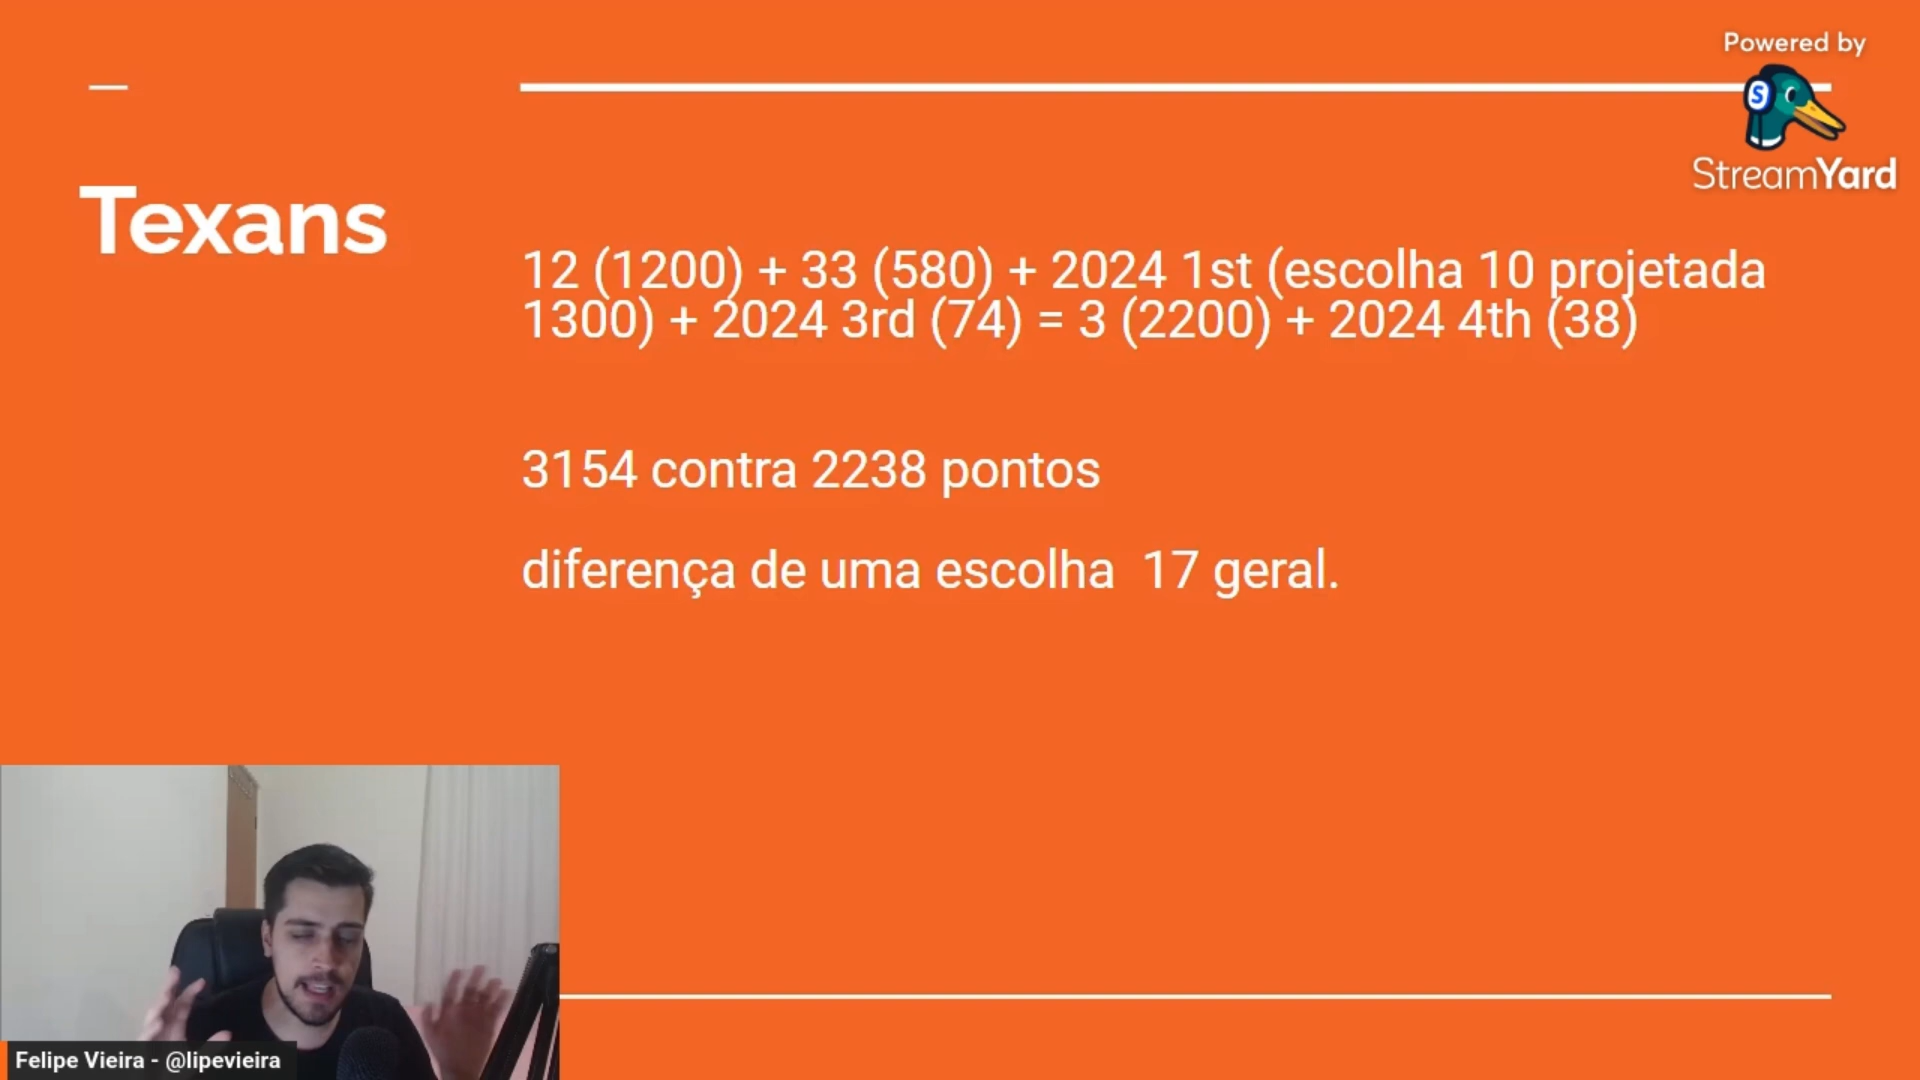 Powered by
S
StreamYard
Texans
12 (1200) + 33 (580) + 2024 1st (escolha 10 projetada
1300) + 2024 3rd (74) = 3 (2200) + 2024 4th (38)
3154 contra 2238 pontos
diferença de uma escolha  17 geral.
Felipe Vieira - @lipevieira